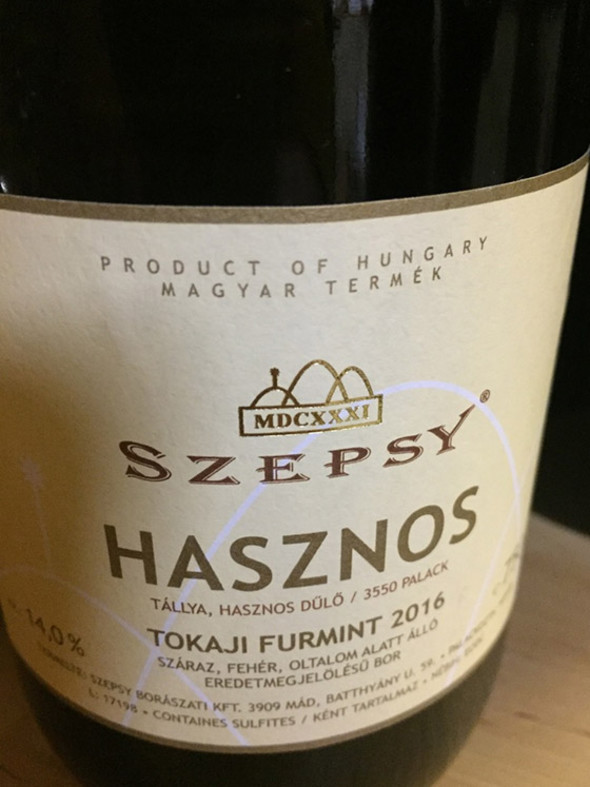 PRODUCT OF HUNGARY
MAGYAR TERMÉK
MDCXXXI
SZEPSY®
HASZNOS
TÁLLYA, HASZNOS DŰLŐ / 3550 PALACK
14,0%
TOKAJI FURMINT 2016
SZÁRAZ, FEHÉR, OLTALOM ALATT ÁLLÓ
EREDETMEGJELÖLÉSŰ BOR
TERMELTE: SZEPSY BORÁSZATI KFT. 3909 MÁD, BATTHYÁNY U. 59. •
L: 17198 • CONTAINES SULFITES / KÉNT TARTALMAZ •